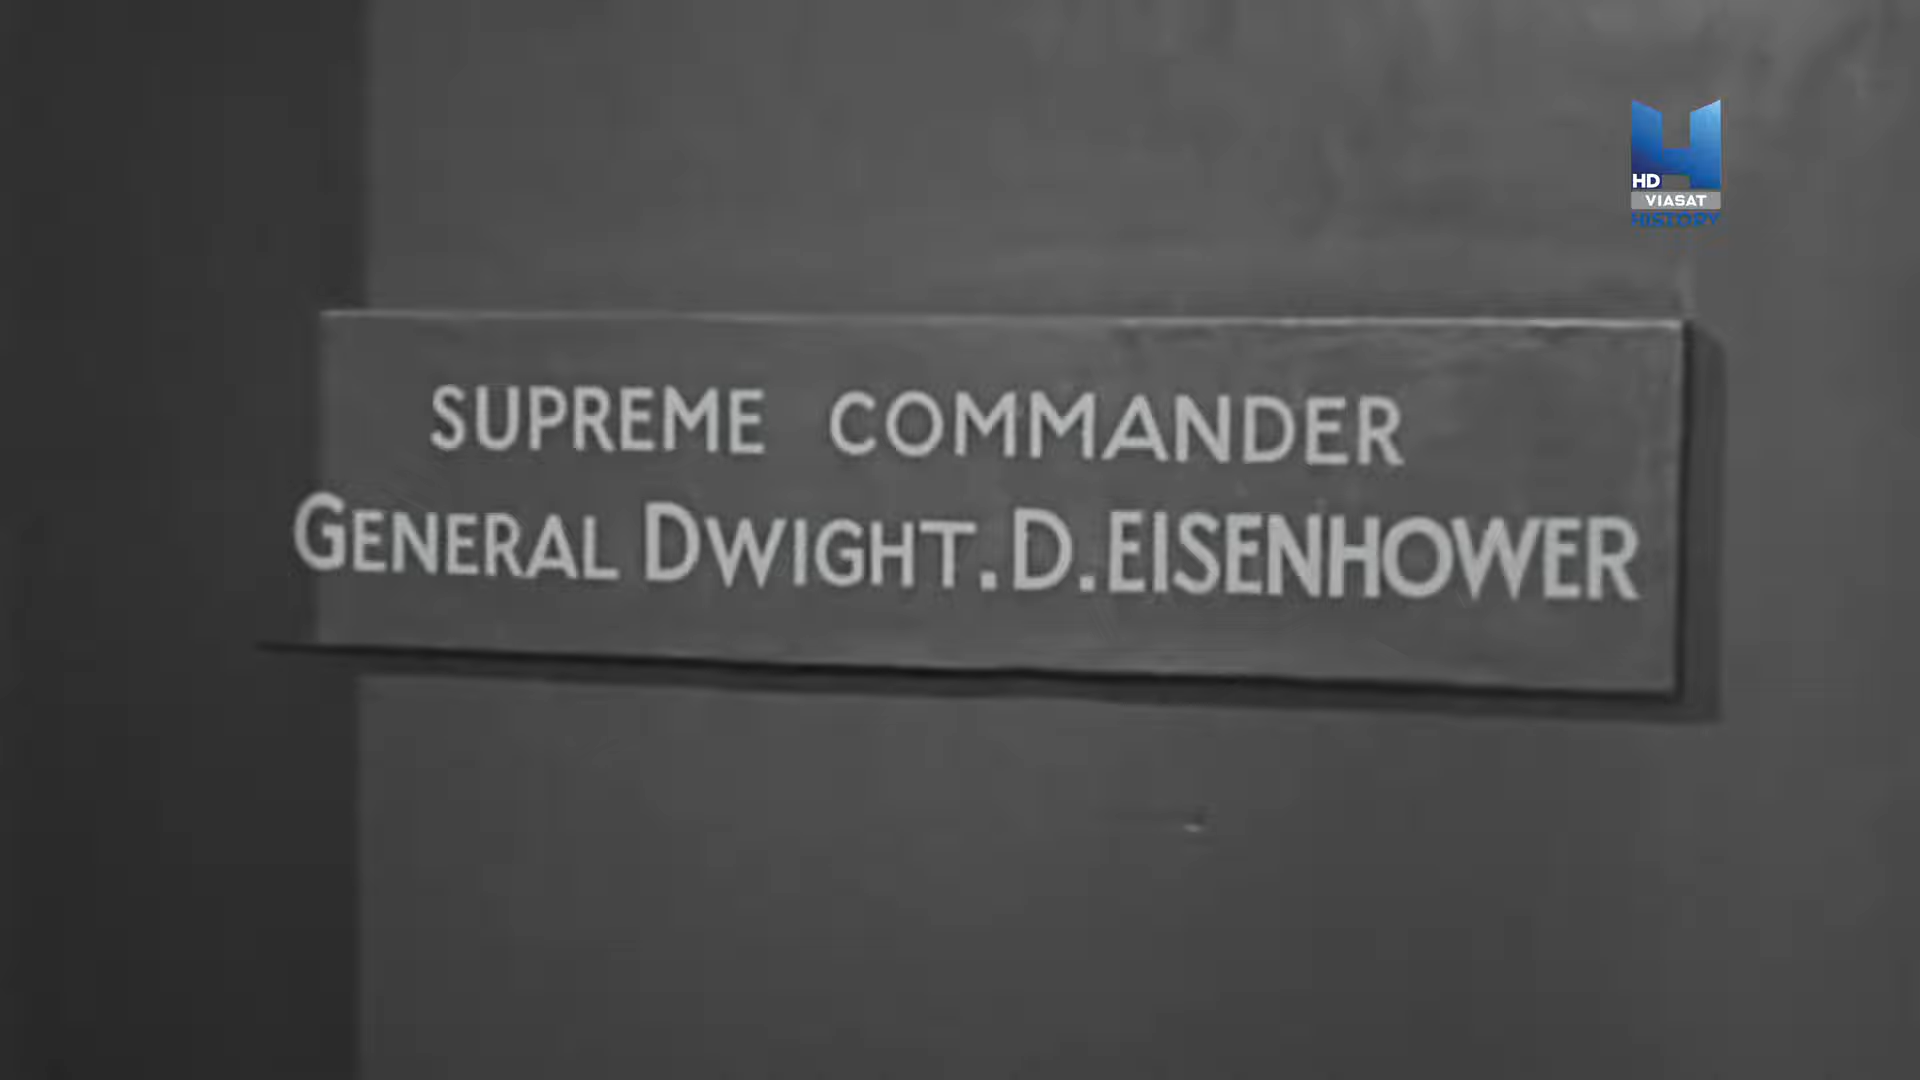 HD
VIASAT
HISTORY
SUPREME COMMANDER
GENERAL DWIGHT.D.EISENHOWER